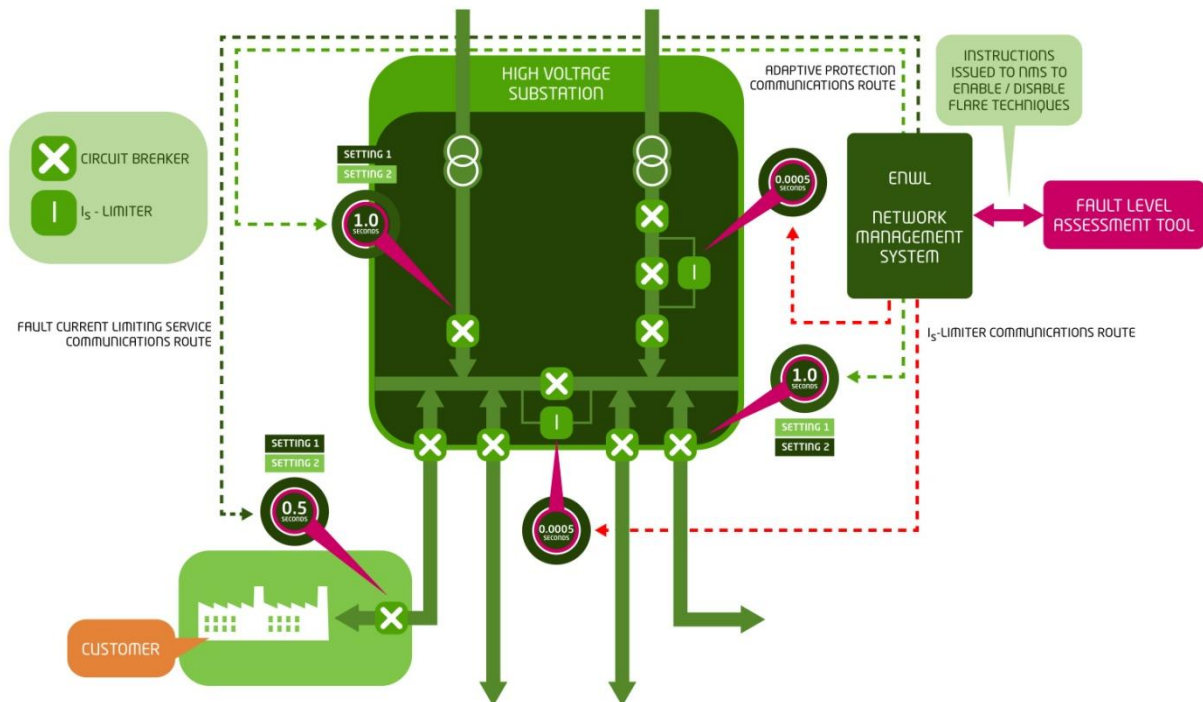 HIGH VOLTAGE
SUBSTATION
ADAPTIVE PROTECTION
COMMUNICATIONS ROUTE
INSTRUCTIONS
ISSUED TO NMS TO
ENABLE / DISABLE
FLARE TECHNIQUES
CIRCUIT BREAKER
IS - LIMITER
SETTING 1
SETTING 2
1.0
SECONDS
0.0005
SECONDS
ENWL
NETWORK
MANAGEMENT
SYSTEM
FAULT LEVEL
ASSESSMENT TOOL
FAULT CURRENT LIMITING SERVICE
COMMUNICATIONS ROUTE
IS-LIMITER COMMUNICATIONS ROUTE
I
I
I
1.0
SECONDS
SETTING 1
SETTING 2
SETTING 1
SETTING 2
0.5
SECONDS
0.0005
SECONDS
CUSTOMER